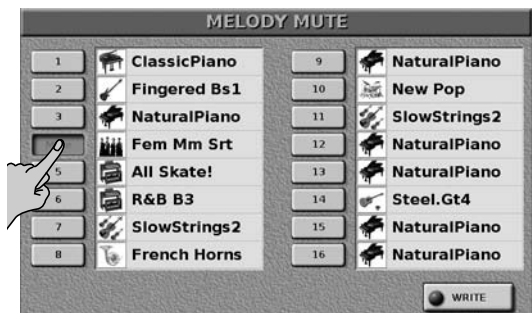 MELODY MUTE
1 ClassicPiano
2 Fingered Bs1
3 NaturalPiano
Fem Mm Srt
5 All Skate!
6 R&B B3
7 SlowStrings2
8 French Horns
9 NaturalPiano
10 New Pop
11 SlowStrings2
12 NaturalPiano
13 NaturalPiano
14 Steel.Gt4
15 NaturalPiano
16 NaturalPiano
WRITE